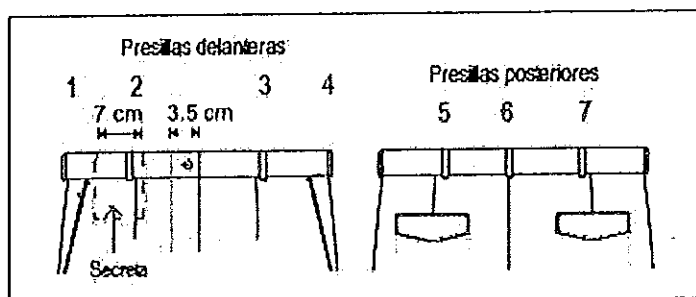 Presillas delanteras
1 2 3 4
7 cm 3,5 cm
Secreta
Presillas posteriores
5 6 7